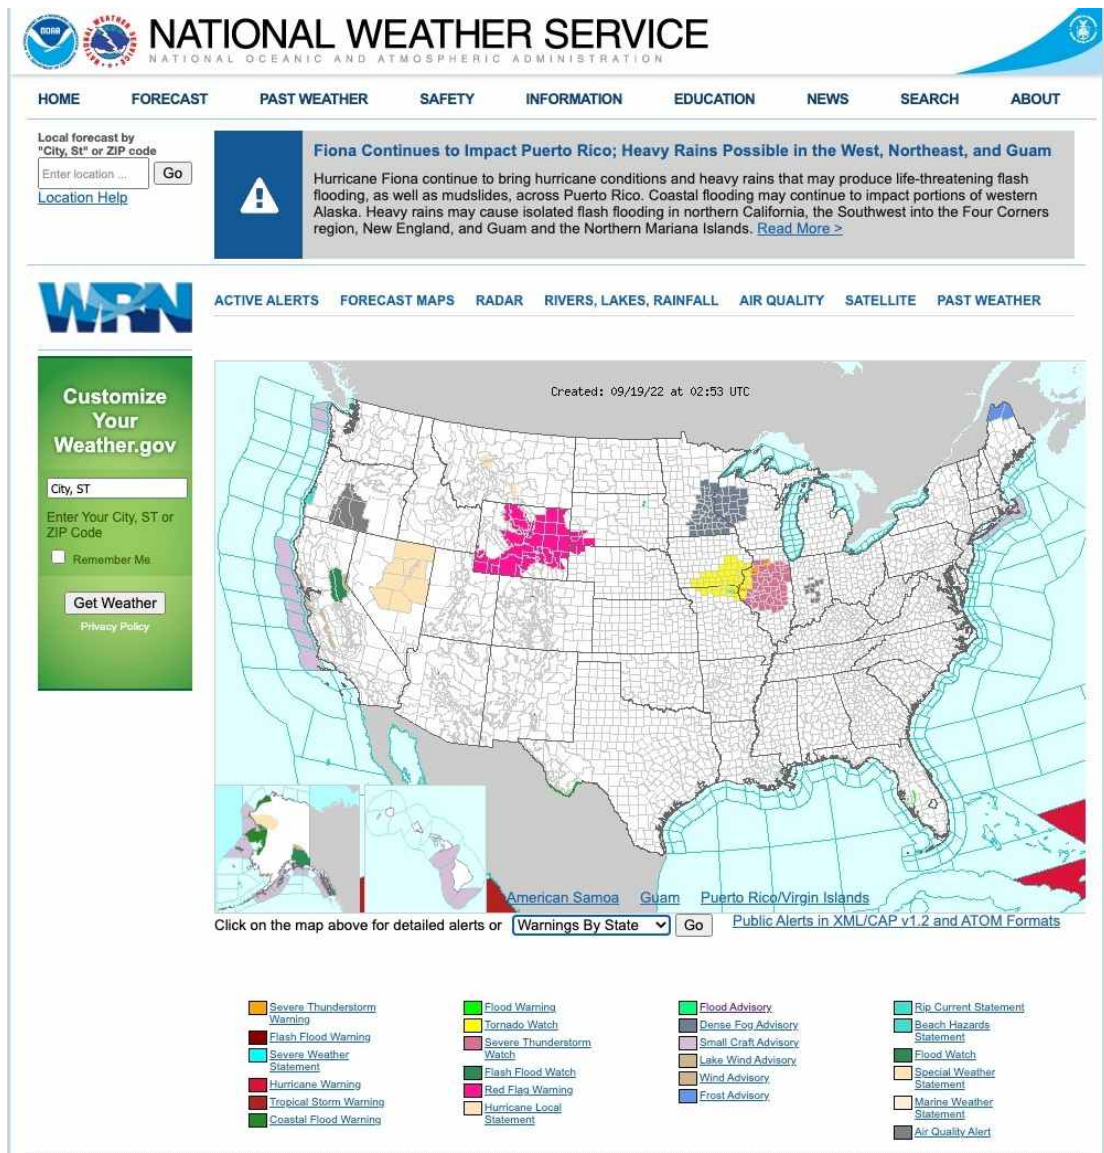 NATIONAL WEATHER SERVICE
NATIONAL OCEANIC AND ATMOSPHERIC ADMINISTRATION
HOME FORECAST PAST WEATHER SAFETY INFORMATION EDUCATION NEWS SEARCH ABOUT
Local forecast by
"City, St" or ZIP code
Enter location ... Go
Location Help
Fiona Continues to Impact Puerto Rico; Heavy Rains Possible in the West, Northeast, and Guam
Hurricane Fiona continue to bring hurricane conditions and heavy rains that may produce life-threatening flash
flooding, as well as mudslides, across Puerto Rico. Coastal flooding may continue to impact portions of western
Alaska. Heavy rains may cause isolated flash flooding in northern California, the Southwest into the Four Corners
region, New England, and Guam and the Northern Mariana Islands. Read More >
WRN
ACTIVE ALERTS FORECAST MAPS RADAR RIVERS, LAKES, RAINFALL AIR QUALITY SATELLITE PAST WEATHER
Customize
Your
Weather.gov
City, ST
Enter Your City, ST or
ZIP Code
Remember Me
Get Weather
Privacy Policy
Created: 09/19/22 at 02:53 UTC
American Samoa Guam Puerto Rico/Virgin Islands
Click on the map above for detailed alerts or Warnings By State Go Public Alerts in XML/CAP v1.2 and ATOM Formats
Severe Thunderstorm
Warning
Flash Flood Warning
Severe Weather
Statement
Hurricane Warning
Tropical Storm Warning
Coastal Flood Warning
Flood Warning
Tornado Watch
Severe Thunderstorm
Watch
Flash Flood Watch
Red Flag Warning
Hurricane Local
Statement
Flood Advisory
Dense Fog Advisory
Small Craft Advisory
Lake Wind Advisory
Wind Advisory
Frost Advisory
Rip Current Statement
Beach Hazards
Statement
Flood Watch
Special Weather
Statement
Marine Weather
Statement
Air Quality Alert